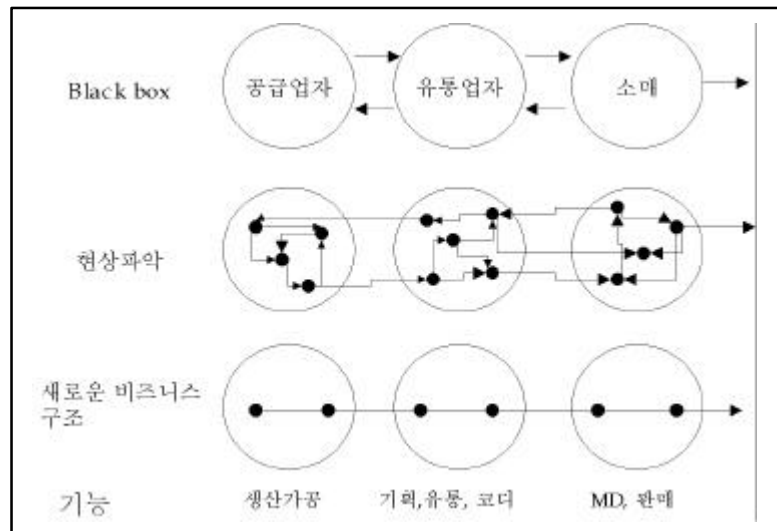 Black box
공급업자
유통업자
소매
현상파악
새로운 비즈니스
구조
기능
생산가공
기획,유통, 코디
MD, 판매